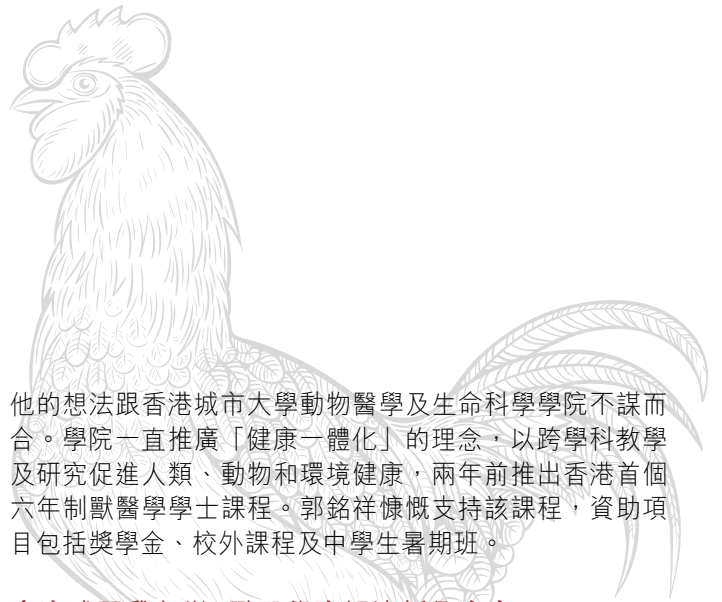 他的想法跟香港城市大學動物醫學及生命科學學院不謀而
合。學院一直推廣「健康一體化」的理念，以跨學科教學
及研究促進人類、動物和環境健康，兩年前推出香港首個
六年制獸醫學學士課程。郭銘祥慷慨支持該課程，資助項
目包括獎學金、校外課程及中學生暑期班。